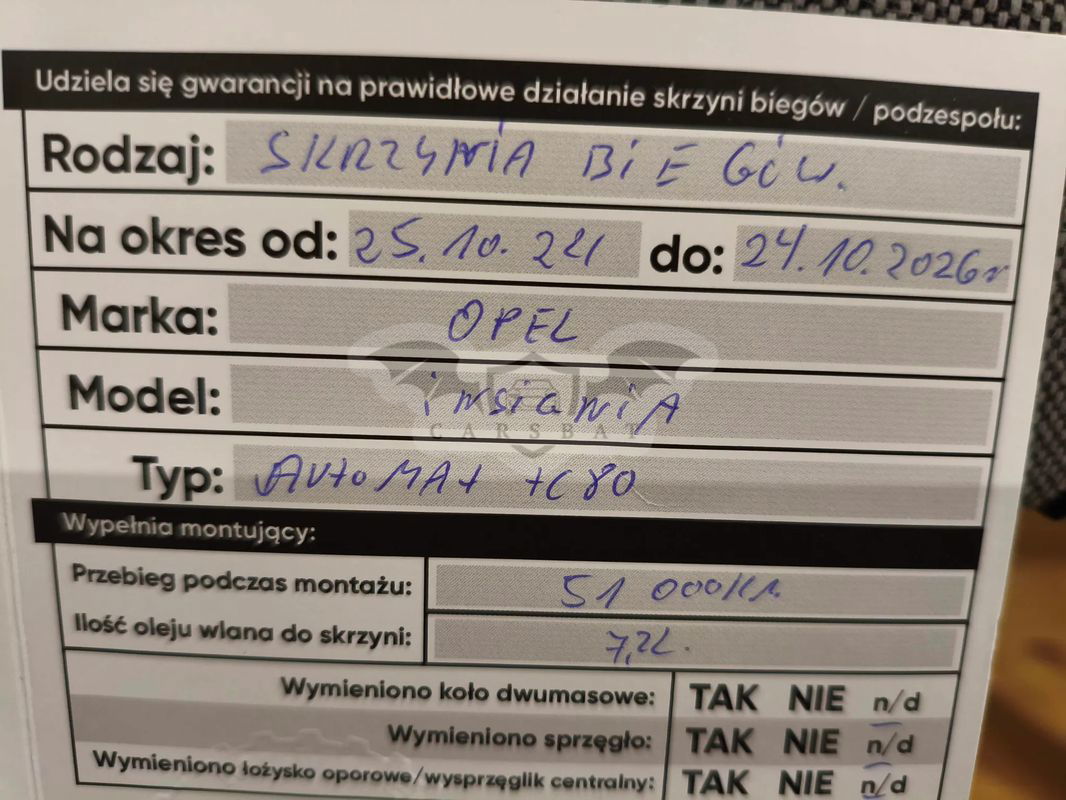 Udziela się gwarancji na prawidłowe działanie skrzyni biegów / podzespołu:
Rodzaj: SKRZYNIA BiEGÓW.
Na okres od: 25.10.24 do: 24.10.2026r
Marka: OPEL
Model: insigniA
CARSBAT
Typ: AUtoMAt tC80
Wypełnia montujący:
Przebieg podczas montażu: 51 000KM
Ilość oleju wlana do skrzyni: 7,2L.
Wymieniono koło dwumasowe: TAK NIE n/d
Wymieniono sprzęgło: TAK NIE n/d
Wymieniono łożysko oporowe/wysprzęglik centralny: TAK NIE n/d